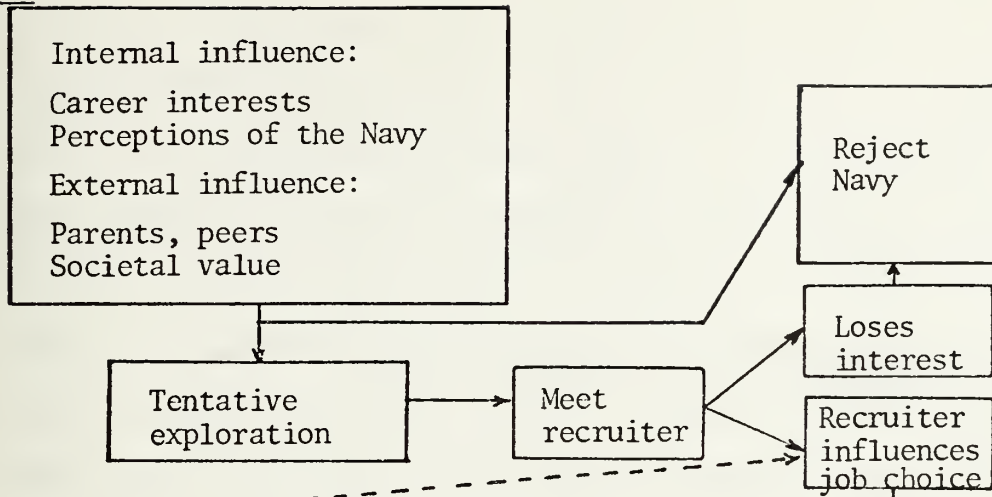 Internal influence:
Career interests
Perceptions of the Navy
External influence:
Parents, peers
Societal value
Reject
Navy
Loses
interest
Tentative
exploration
Meet
recruiter
Recruiter
influences
job choice